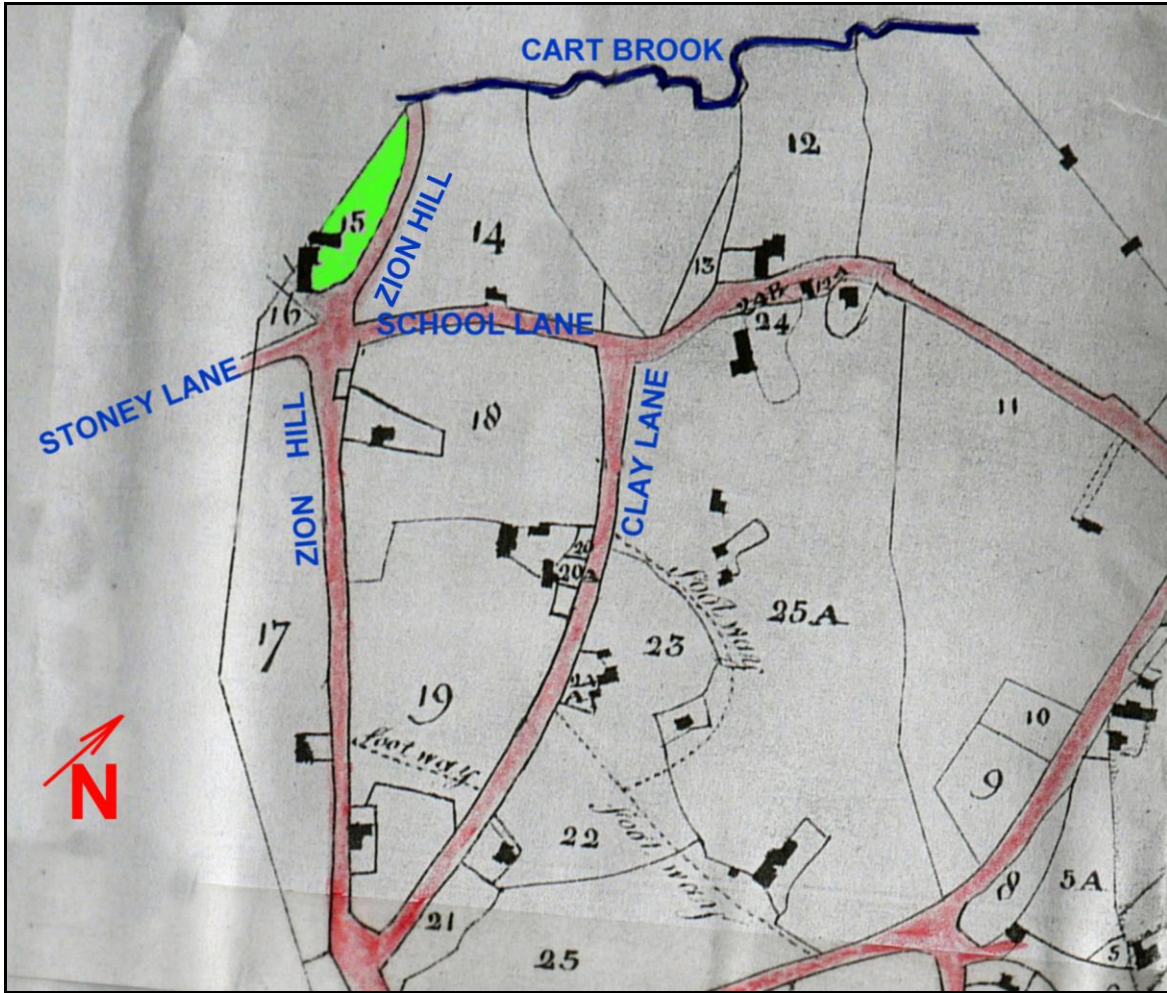 CART BROOK
12
15
ZION HILL
14
13
16
SCHOOL LANE
24B
12A
24
STONEY LANE
ZION HILL
18
CLAY LANE
11
20
20A
foot way
25A
17
23
19
foot way
10
9
22
foot way
8
5A
21
25
5
N